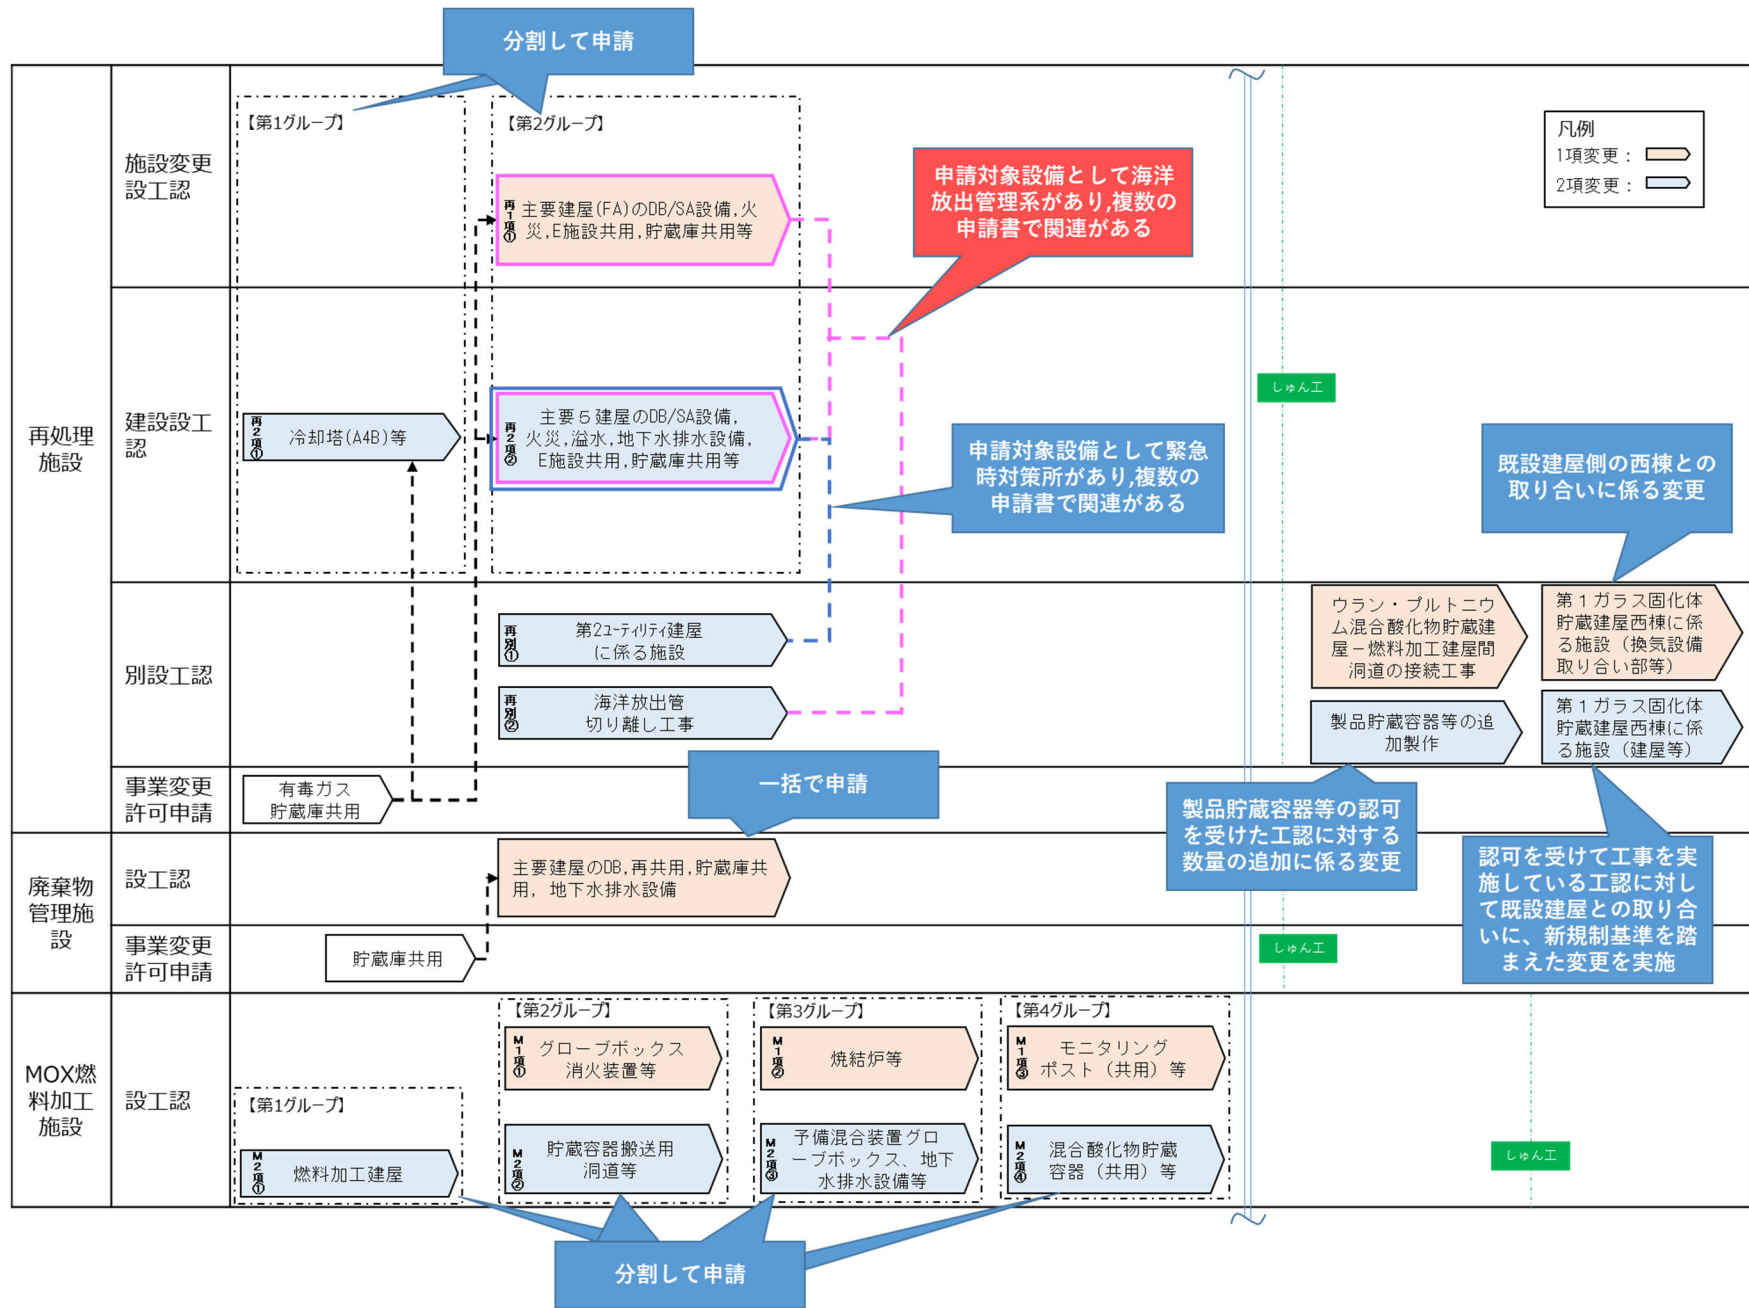 分割して申請
【第1グループ】
【第2グループ】
凡例
1項変更：
2項変更：
再処理
施設
施設変更
設工認
再1項①
主要建屋(FA)のDB/SA設備,火
災,E施設共用,貯蔵庫共用等
申請対象設備として海洋
放出管理系があり,複数の
申請書で関連がある
建設設工
認
再2項①
冷却塔(A4B)等
再2項②
主要５建屋のDB/SA設備,
火災,溢水,地下水排水設備,
E施設共用,貯蔵庫共用等
しゅん工
申請対象設備として緊急
時対策所があり,複数の
申請書で関連がある
既設建屋側の西棟との
取り合いに係る変更
別設工認
再別①
第2ユーティリティ建屋
に係る施設
再別②
海洋放出管
切り離し工事
ウラン・プルトニウ
ム混合酸化物貯蔵建
屋－燃料加工建屋間
洞道の接続工事
第１ガラス固化体
貯蔵建屋西棟に係
る施設（換気設備
取り合い部等）
製品貯蔵容器等の追
加製作
第１ガラス固化体
貯蔵建屋西棟に係
る施設（建屋等）
事業変更
許可申請
有毒ガス
貯蔵庫共用
一括で申請
製品貯蔵容器等の認可
を受けた工認に対する
数量の追加に係る変更
認可を受けて工事を実
施している工認に対し
て既設建屋との取り合
いに、新規制基準を踏
まえた変更を実施
廃棄物
管理施
設
設工認
主要建屋のDB,再共用,貯蔵庫共
用，地下水排水設備
事業変更
許可申請
貯蔵庫共用
しゅん工
MOX燃
料加工
施設
設工認
【第1グループ】
M2項①
燃料加工建屋
【第2グループ】
M1項①
グローブボックス
消火装置等
M2項②
貯蔵容器搬送用
洞道等
【第3グループ】
M1項②
焼結炉等
M2項③
予備混合装置グロ
ーブボックス、地下
水排水設備等
【第4グループ】
M1項③
モニタリング
ポスト（共用）等
M2項④
混合酸化物貯蔵
容器（共用）等
しゅん工
分割して申請